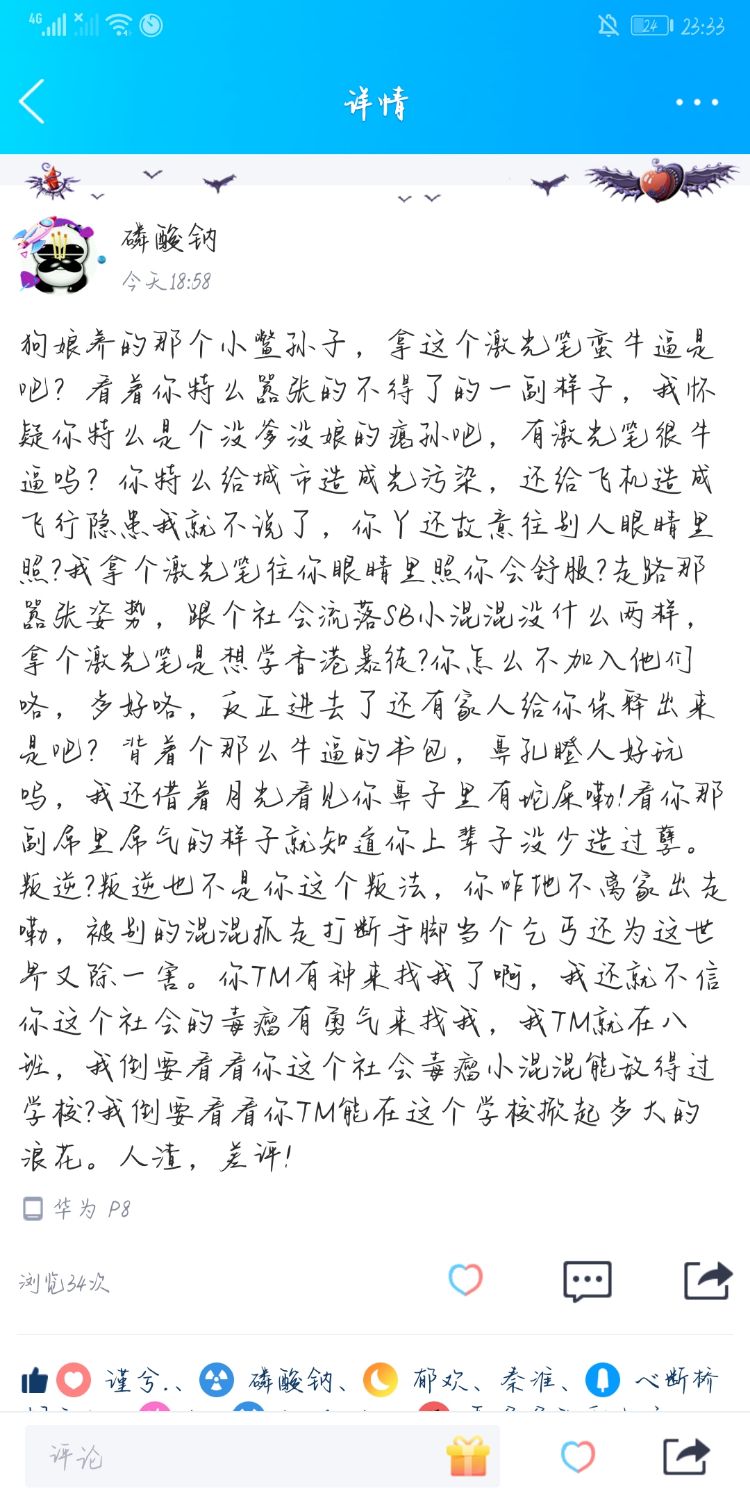 4G
24
23:33
详情
磷酸钠
今天18:58
狗娘养的那个小鳖孙子，拿这个激光笔蛮牛逼是
吧？看着你特么嚣张的不得了的一副样子，我怀
疑你特么是个没爹没娘的瘪孙吧，有激光笔很牛
逼吗？你特么给城市造成光污染，还给飞机造成
飞行隐患我就不说了，你丫还故意往别人眼睛里
照?我拿个激光笔往你眼睛里照你会舒服?走路那
嚣张姿势，跟个社会流落SB小混混没什么两样，
拿个激光笔是想学香港暴徒?你怎么不加入他们
咯，多好咯，反正进去了还有家人给你保释出来
是吧？背着个那么牛逼的书包，鼻孔瞪人好玩
吗，我还借着月光看见你鼻子里有坨屎嘞!看你那
副屌里屌气的样子就知道你上辈子没少造过孽。
叛逆?叛逆也不是你这个叛法，你咋地不离家出走
嘞，被别的混混抓走打断手脚当个乞丐还为这世
界又除一害。你TM有种来找我了啊，我还就不信
你这个社会的毒瘤有勇气来找我，我TM就在八
班，我倒要看看你这个社会毒瘤小混混能敌得过
学校?我倒要看看你TM能在这个学校掀起多大的
浪花。人渣，差评!
华为 P8
浏览34次
谨兮.、磷酸钠、郁欢、秦淮、べ断桥
评论